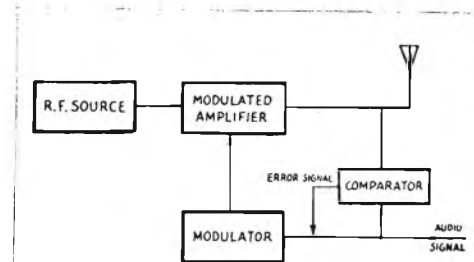 R.F. SOURCE
MODULATED
AMPLIFIER
ERROR SIGNAL
COMPARATOR
MODULATOR
AUDIO
SIGNAL